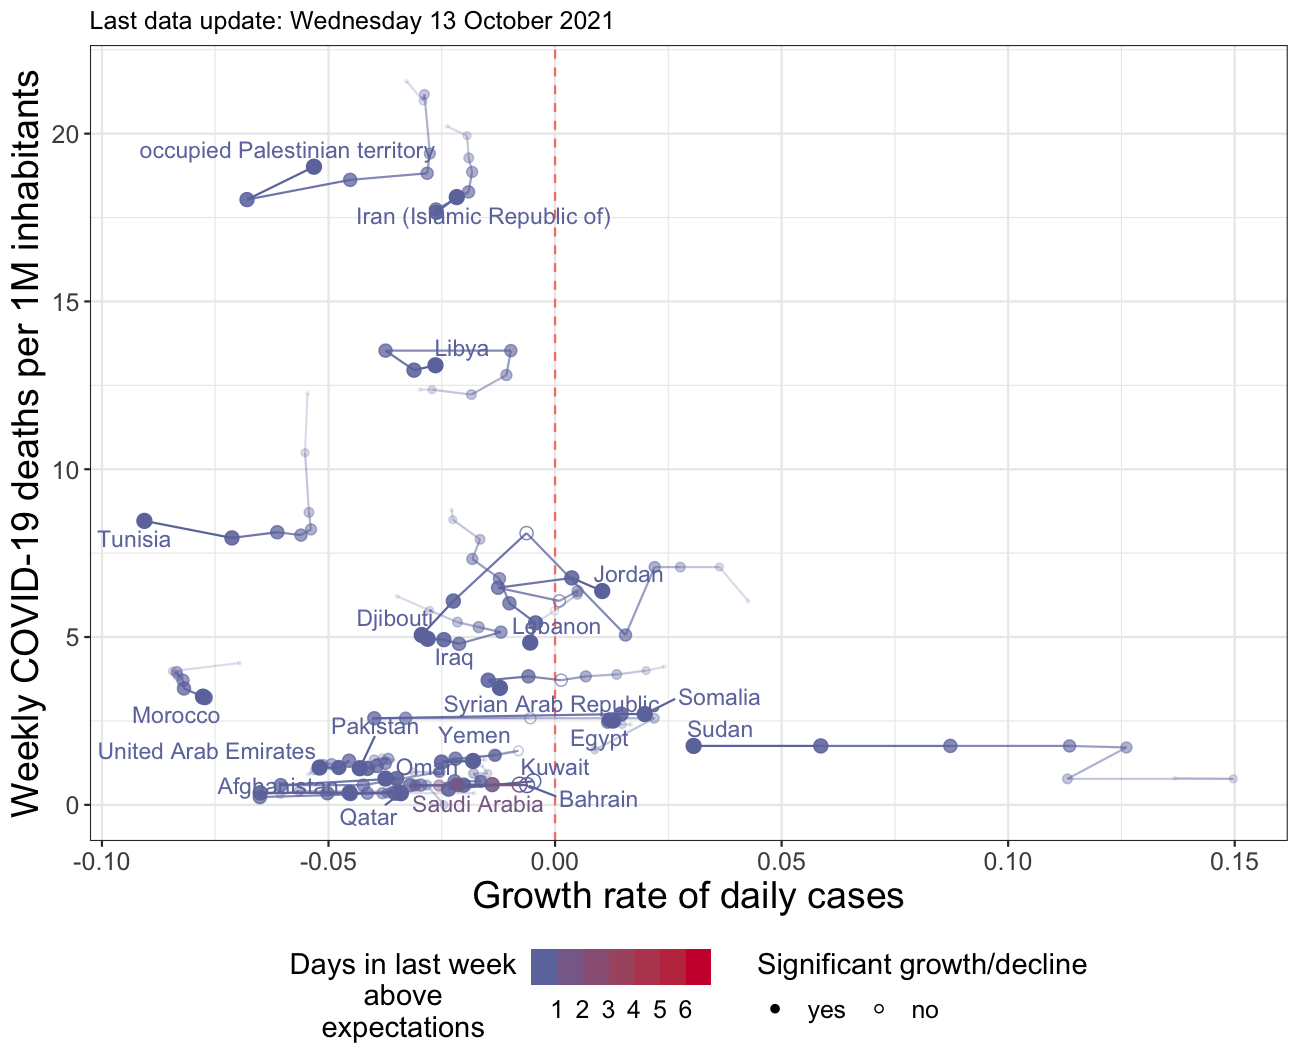 Last data update: Wednesday 13 October 2021
Weekly COVID-19 deaths per 1M inhabitants
20
15
10
5
0
occupied Palestinian territory
Iran (Islamic Republic of)
Libya
Tunisia
Jordan
Djibouti
Lebanon
Iraq
Syrian Arab Republic
Somalia
Morocco
Pakistan
Sudan
Yemen
Egypt
United Arab Emirates
Oman
Kuwait
Afghanistan
Bahrain
Saudi Arabia
Qatar
-0.10 -0.05 0.00 0.05 0.10 0.15
Growth rate of daily cases
Days in last week
above
expectations
1 2 3 4 5 6
Significant growth/decline
yes no